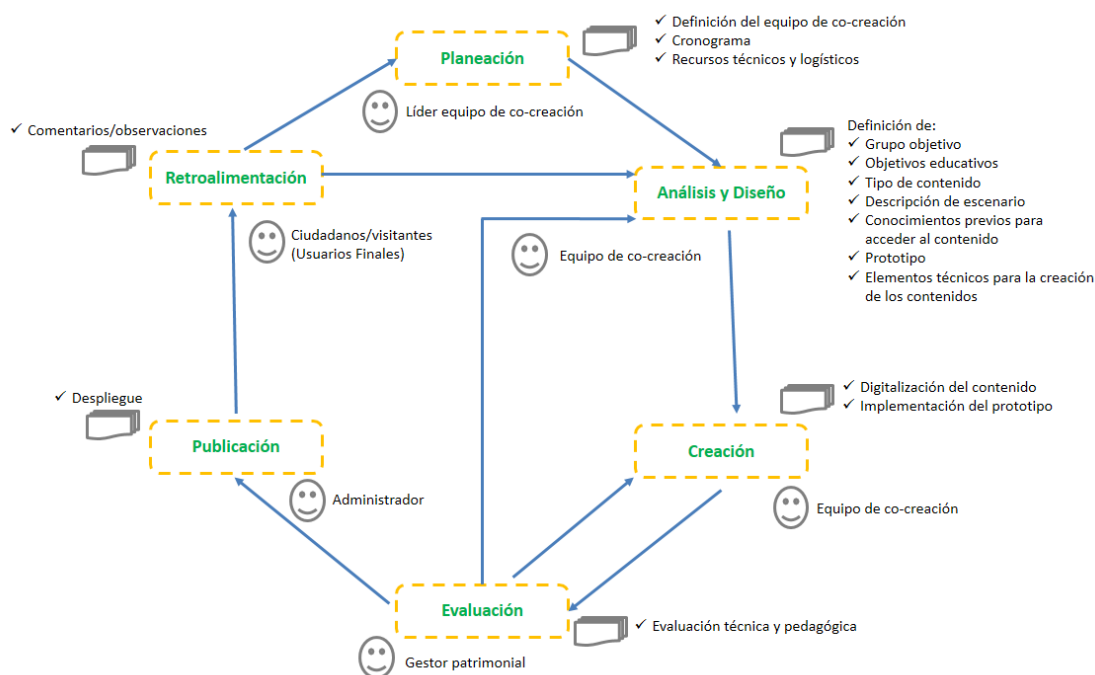 Planeación
✓ Definición del equipo de co-creación
✓ Cronograma
✓ Recursos técnicos y logísticos
Líder equipo de co-creación
✓ Comentarios/observaciones
Retroalimentación
Ciudadanos/visitantes
(Usuarios Finales)
Análisis y Diseño
Equipo de co-creación
Definición de:
✓ Grupo objetivo
✓ Objetivos educativos
✓ Tipo de contenido
✓ Descripción de escenario
✓ Conocimientos previos para
acceder al contenido
✓ Prototipo
✓ Elementos técnicos para la creación
de los contenidos
✓ Despliegue
Publicación
Administrador
✓ Digitalización del contenido
✓ Implementación del prototipo
Creación
Equipo de co-creación
Evaluación
✓ Evaluación técnica y pedagógica
Gestor patrimonial